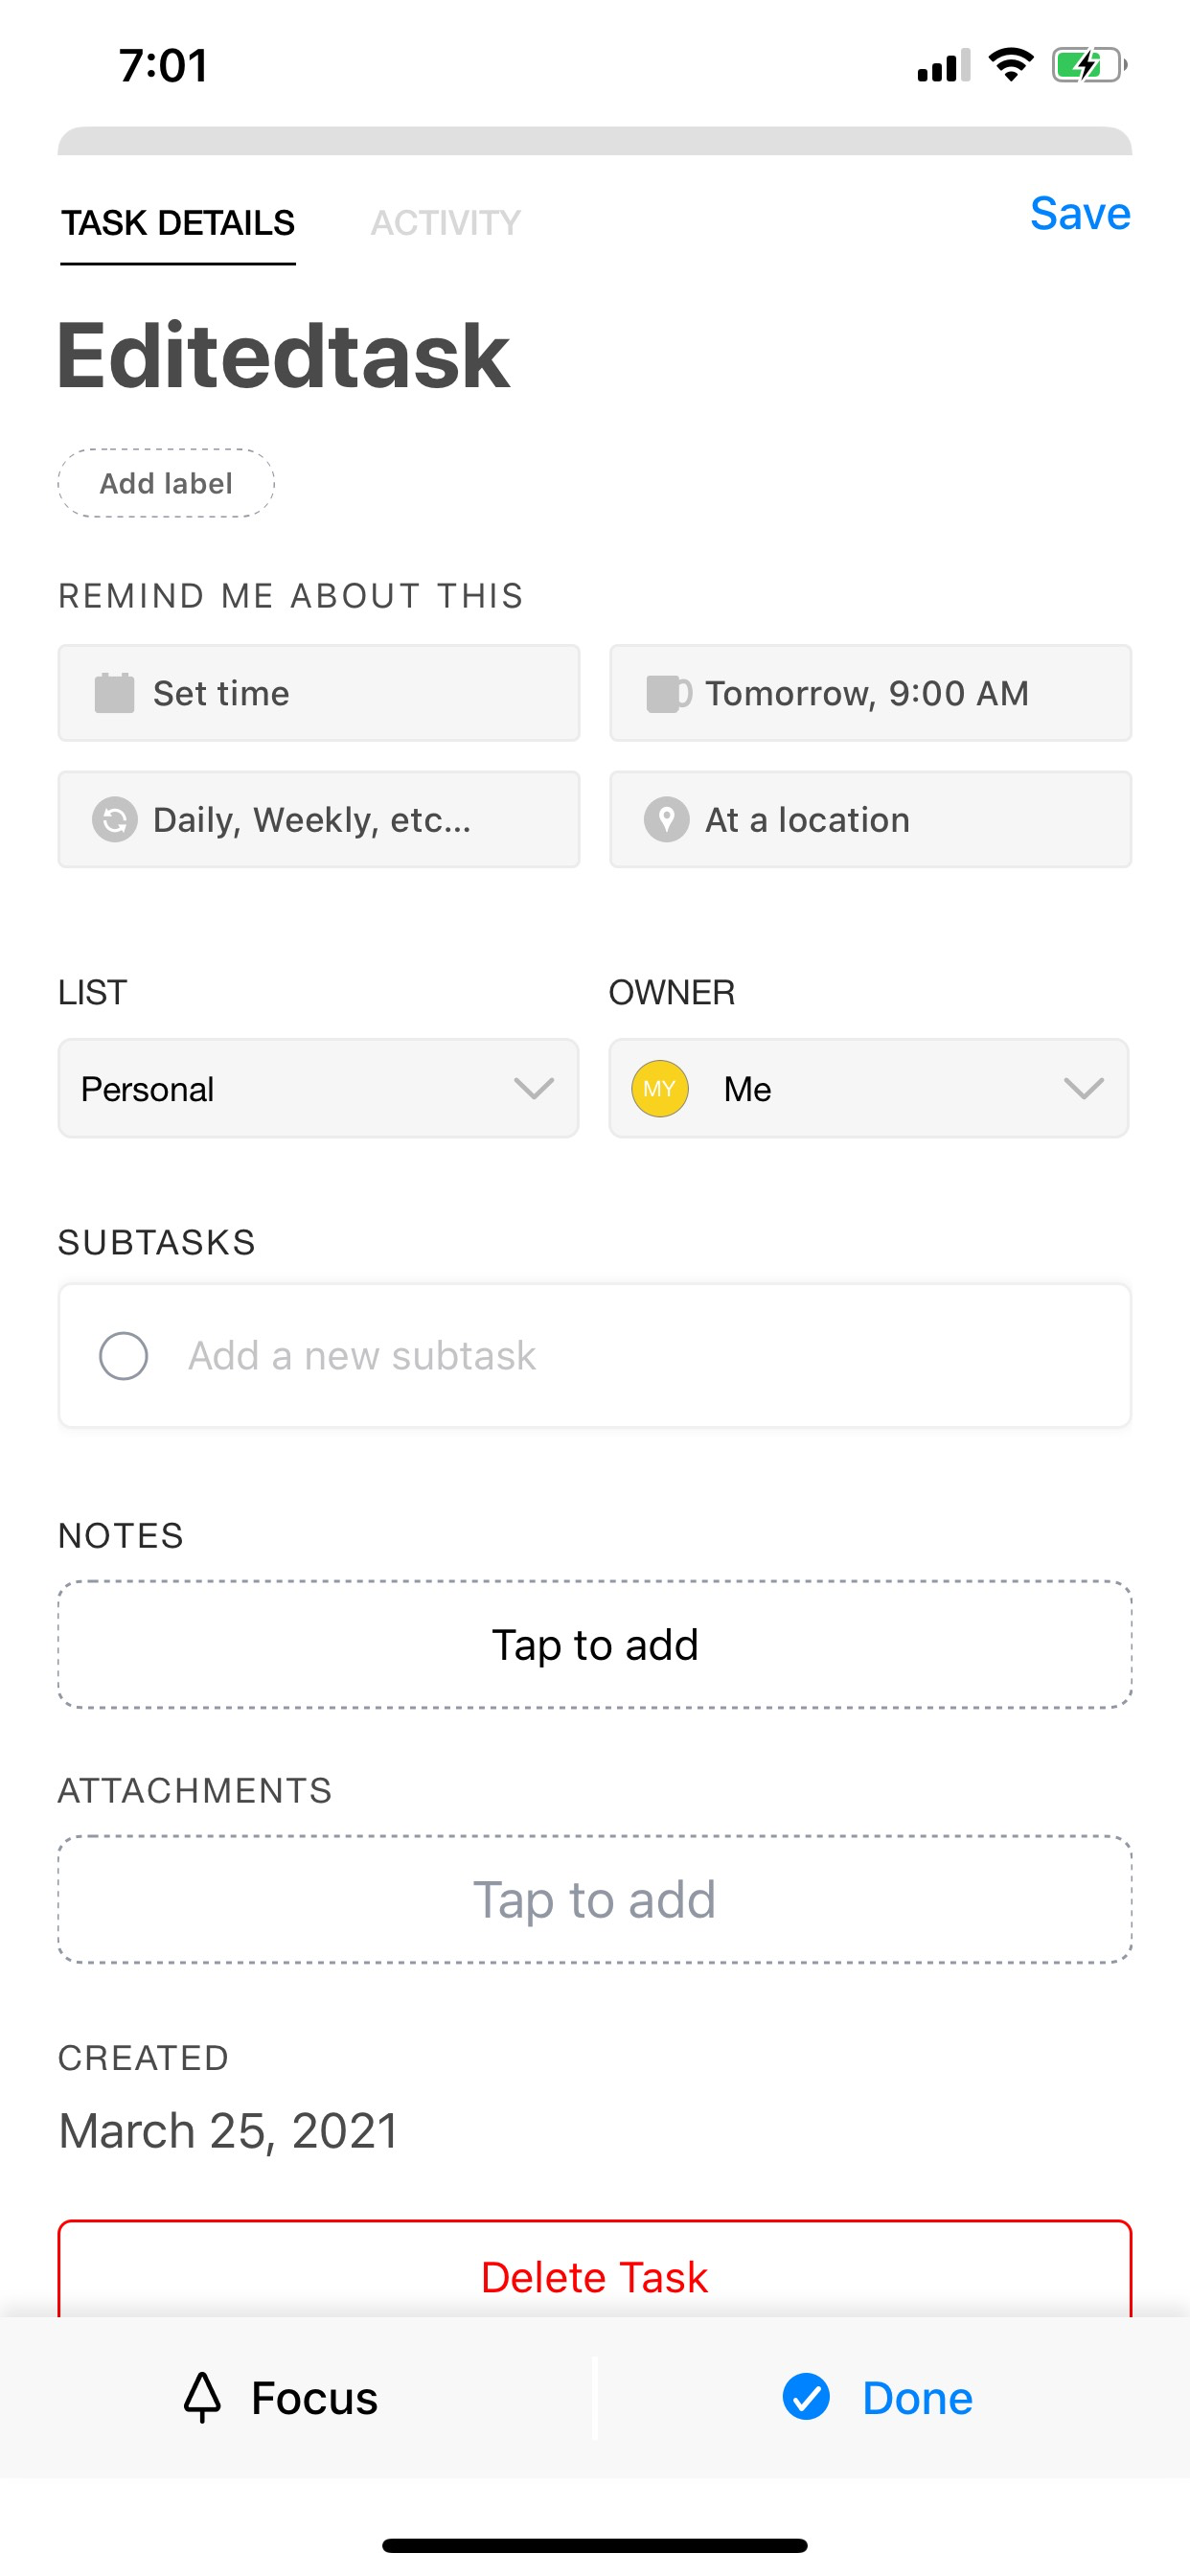 7:01
TASK DETAILS ACTIVITY Save
Editedtask
Add label
REMIND ME ABOUT THIS
Set time Tomorrow, 9:00 AM
Daily, Weekly, etc... At a location
LIST OWNER
Personal MY Me
SUBTASKS
Add a new subtask
NOTES
Tap to add
ATTACHMENTS
Tap to add
CREATED
March 25, 2021
Delete Task
Focus Done